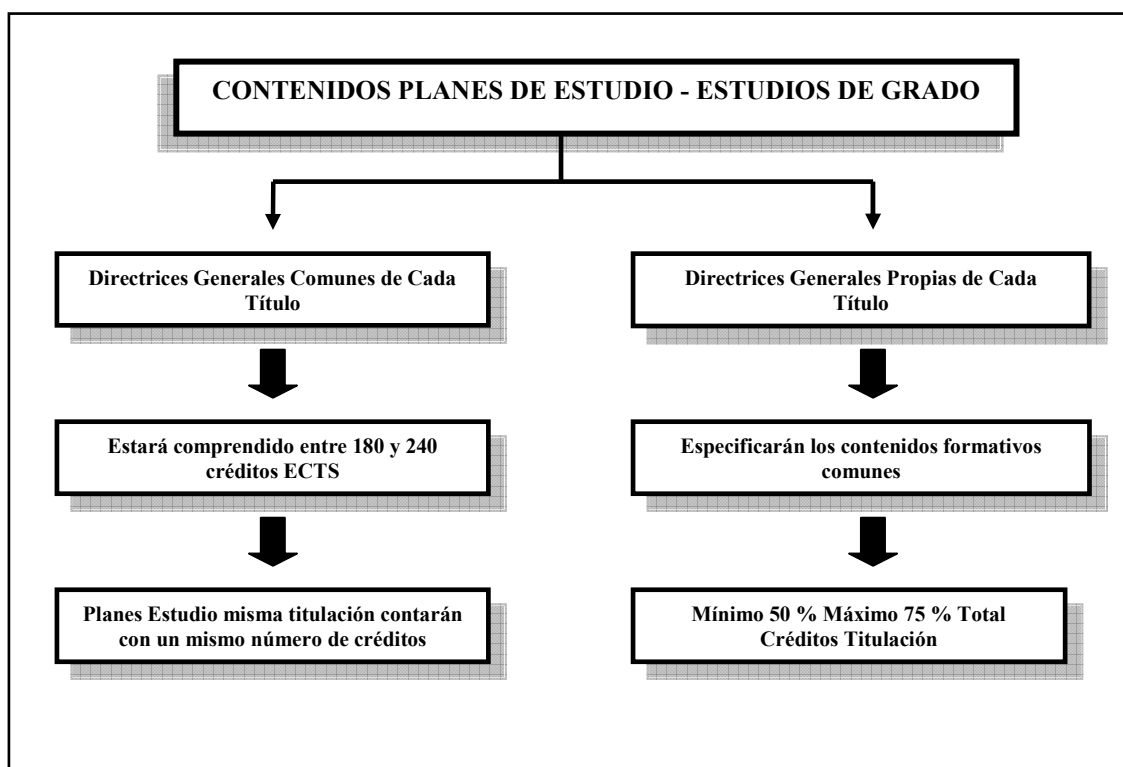 CONTENIDOS PLANES DE ESTUDIO - ESTUDIOS DE GRADO
Directrices Generales Comunes de Cada
Título
Directrices Generales Propias de Cada
Título
Estará comprendido entre 180 y 240
créditos ECTS
Especificarán los contenidos formativos
comunes
Planes Estudio misma titulación contarán
con un mismo número de créditos
Mínimo 50 % Máximo 75 % Total
Créditos Titulación